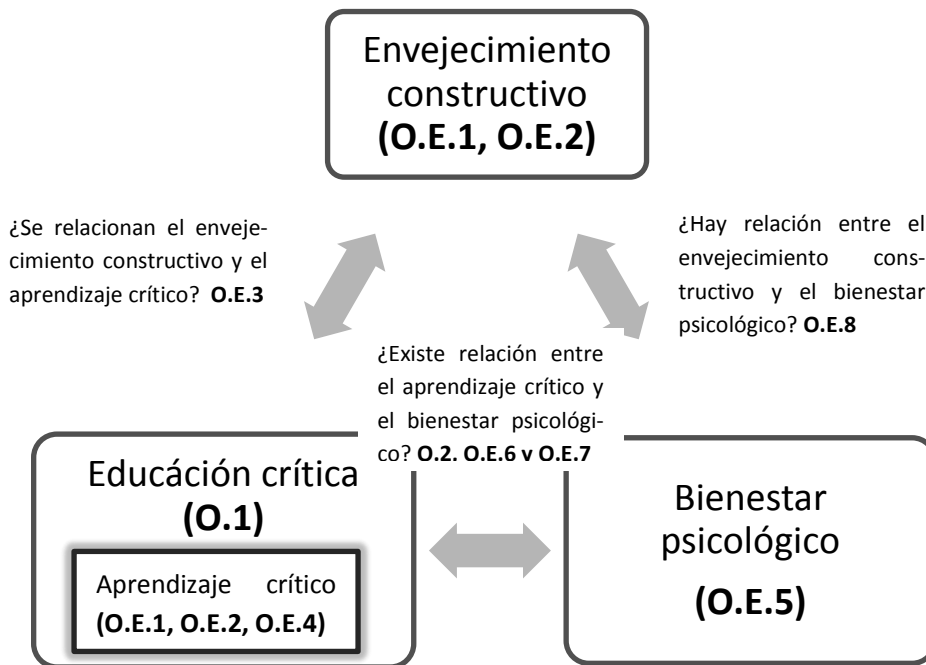 Envejecimiento
constructivo
(O.E.1, O.E.2)
¿Se relacionan el enveje-
cimiento constructivo y el
aprendizaje crítico? O.E.3
¿Hay relación entre el
envejecimiento cons-
tructivo y el bienestar
psicológico? O.E.8
¿Existe relación entre
el aprendizaje crítico y
el bienestar psicológi-
co? O.2. O.E.6 y O.E.7
Educáción crítica
(O.1)
Aprendizaje crítico
(O.E.1, O.E.2, O.E.4)
Bienestar
psicológico
(O.E.5)